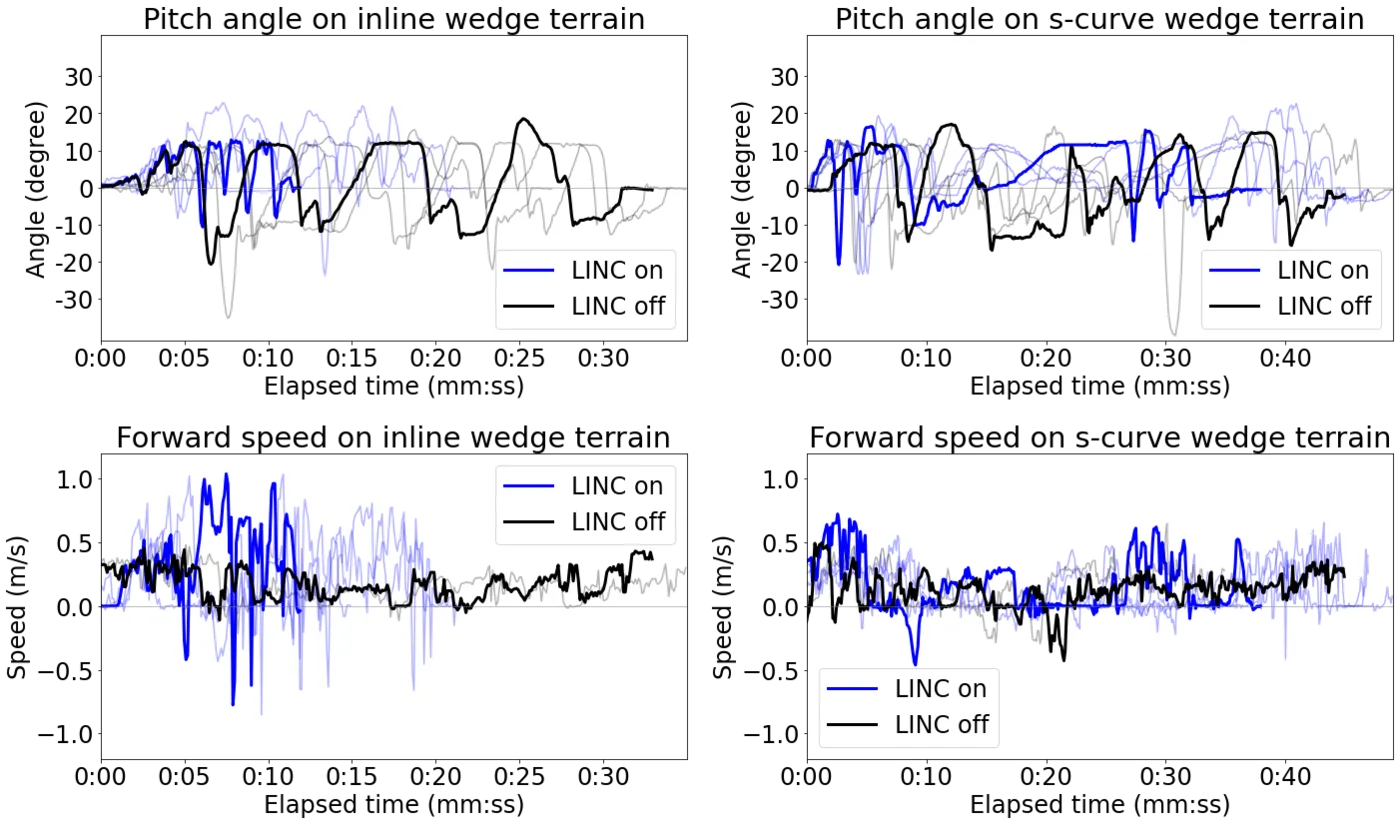 Pitch angle on inline wedge terrain
Angle (degree)
30
20
10
0
-10
-20
-30
LINC on
LINC off
0:00 0:05 0:10 0:15 0:20 0:25 0:30
Elapsed time (mm:ss)
Pitch angle on s-curve wedge terrain
Angle (degree)
30
20
10
0
-10
-20
-30
LINC on
LINC off
0:00 0:10 0:20 0:30 0:40
Elapsed time (mm:ss)
Forward speed on inline wedge terrain
Speed (m/s)
1.0
0.5
0.0
−0.5
−1.0
LINC on
LINC off
0:00 0:05 0:10 0:15 0:20 0:25 0:30
Elapsed time (mm:ss)
Forward speed on s-curve wedge terrain
Speed (m/s)
1.0
0.5
0.0
−0.5
−1.0
LINC on
LINC off
0:00 0:10 0:20 0:30 0:40
Elapsed time (mm:ss)